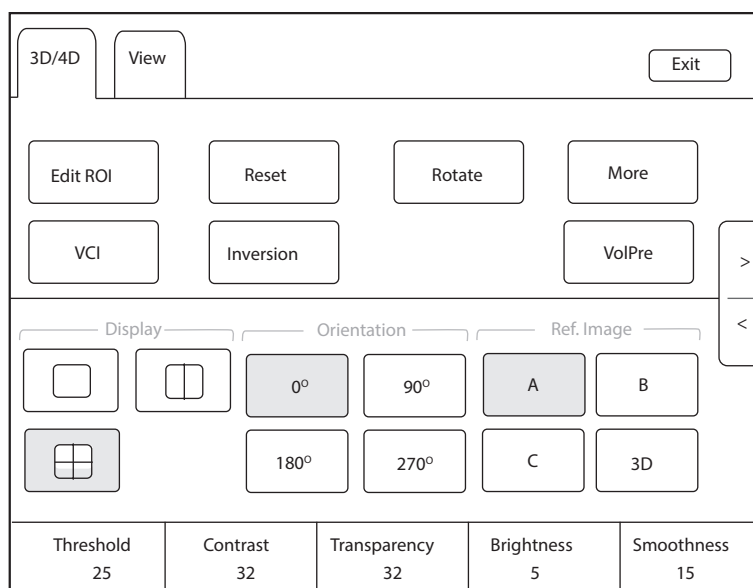 3D/4D View Exit
Edit ROI Reset Rotate More
VCI Inversion VolPre
>
<
Display Orientation Ref. Image
0° 90° A B
180° 270° C 3D
Threshold Contrast Transparency Brightness Smoothness
25 32 32 5 15